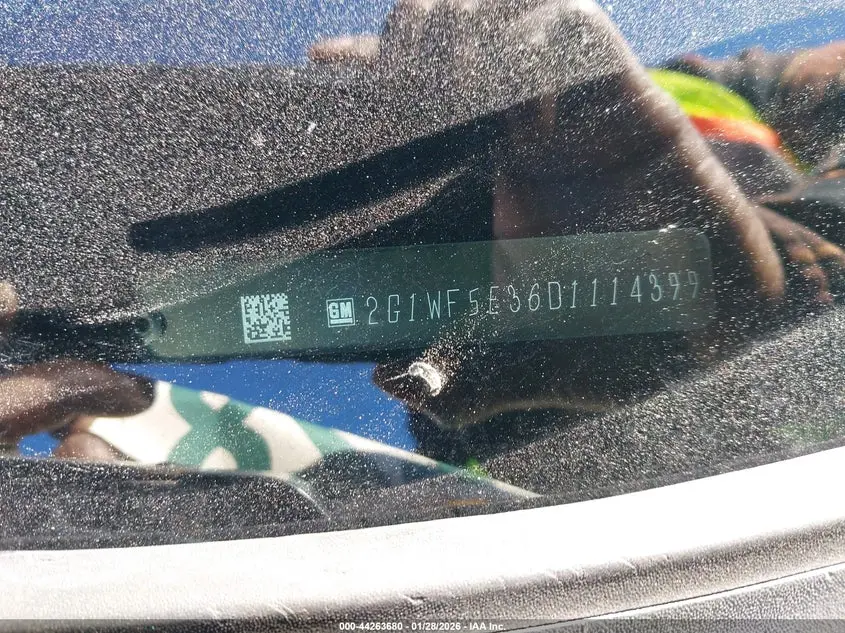 GM 2G1WF5E36D1114399
000-44263680 - 01/28/2026 - IAA Inc.